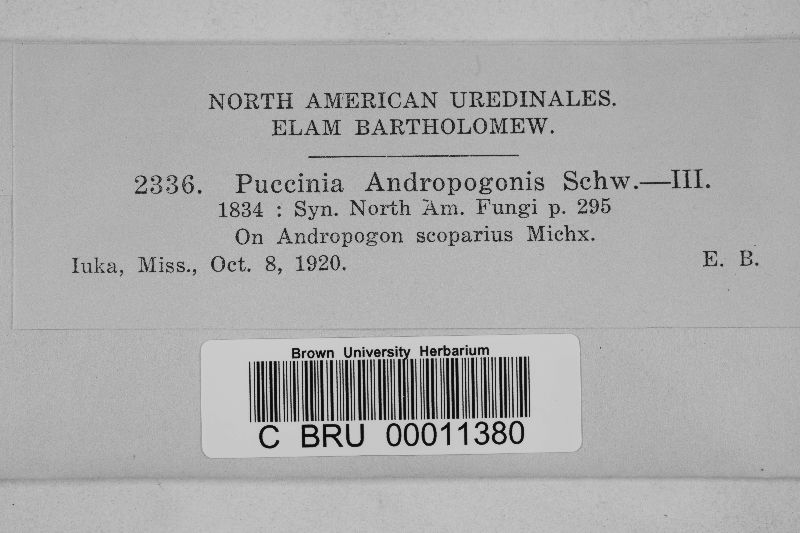 NORTH AMERICAN UREDINALES.
ELAM BARTHOLOMEW.
2336. Puccinia Andropogonis Schw.—III.
1834 : Syn. North Am. Fungi p. 295
On Andropogon scoparius Michx.
Iuka, Miss., Oct. 8, 1920. E. B.
Brown University Herbarium
C BRU 00011380